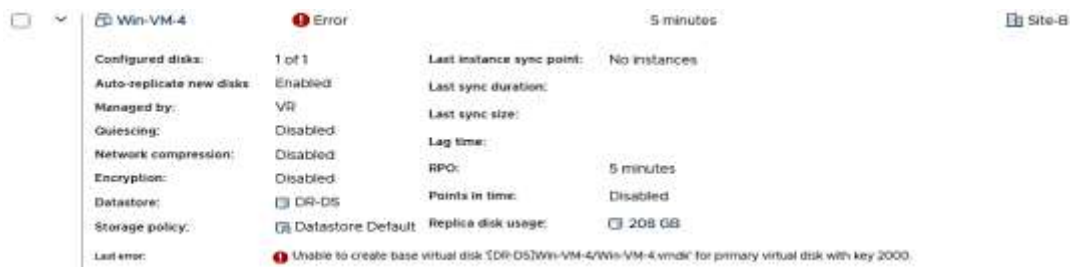 Win-VM-4 Error 5 minutes Site-B
Configured disks: 1 of 1 Last instance sync point: No instances
Auto-replicate new disks Enabled Last sync duration:
Managed by: VR Last sync size:
Quiescing: Disabled Lag time:
Network compression: Disabled RPO: 5 minutes
Encryption: Disabled Points in time: Disabled
Datastore: DR-DS Replica disk usage: 208 GB
Storage policy: Datastore Default
Last error: Unable to create base virtual disk '[DR-DS]Win-VM-4/Win-VM-4.vmdk' for primary virtual disk with key 2000.